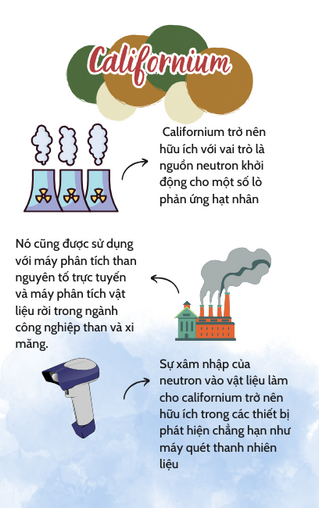 Californium
Californium trở nên
hữu ích với vai trò là
nguồn neutron khởi
động cho một số lò
phản ứng hạt nhân
Nó cũng được sử dụng
với máy phân tích than
nguyên tố trực tuyến
và máy phân tích vật
liệu rời trong ngành
công nghiệp than và xi
măng.
Sự xâm nhập của
neutron vào vật liệu làm
cho californium trở nên
hữu ích trong các thiết bị
phát hiện chẳng hạn như
máy quét thanh nhiên
liệu